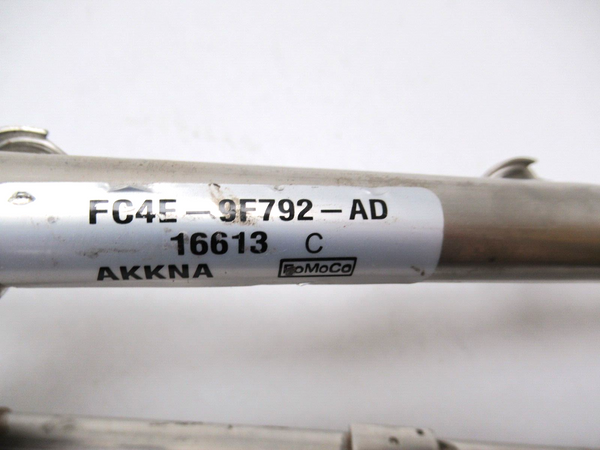 FC4E-9F792-AD
16613 C
AKKNA FoMoCo